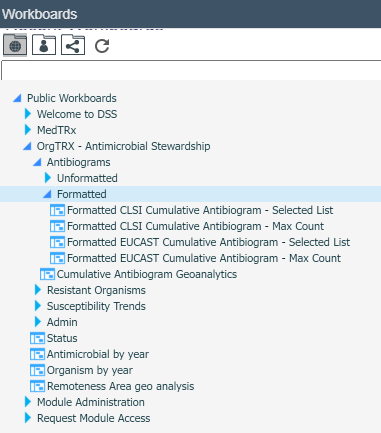 Workboards
Public Workboards
Welcome to DSS
MedTRx
OrgTRX - Antimicrobial Stewardship
Antibiograms
Unformatted
Formatted
Formatted CLSI Cumulative Antibiogram - Selected List
Formatted CLSI Cumulative Antibiogram - Max Count
Formatted EUCAST Cumulative Antibiogram - Selected List
Formatted EUCAST Cumulative Antibiogram - Max Count
Cumulative Antibiogram Geoanalytics
Resistant Organisms
Susceptibility Trends
Admin
Status
Antimicrobial by year
Organism by year
Remoteness Area geo analysis
Module Administration
Request Module Access